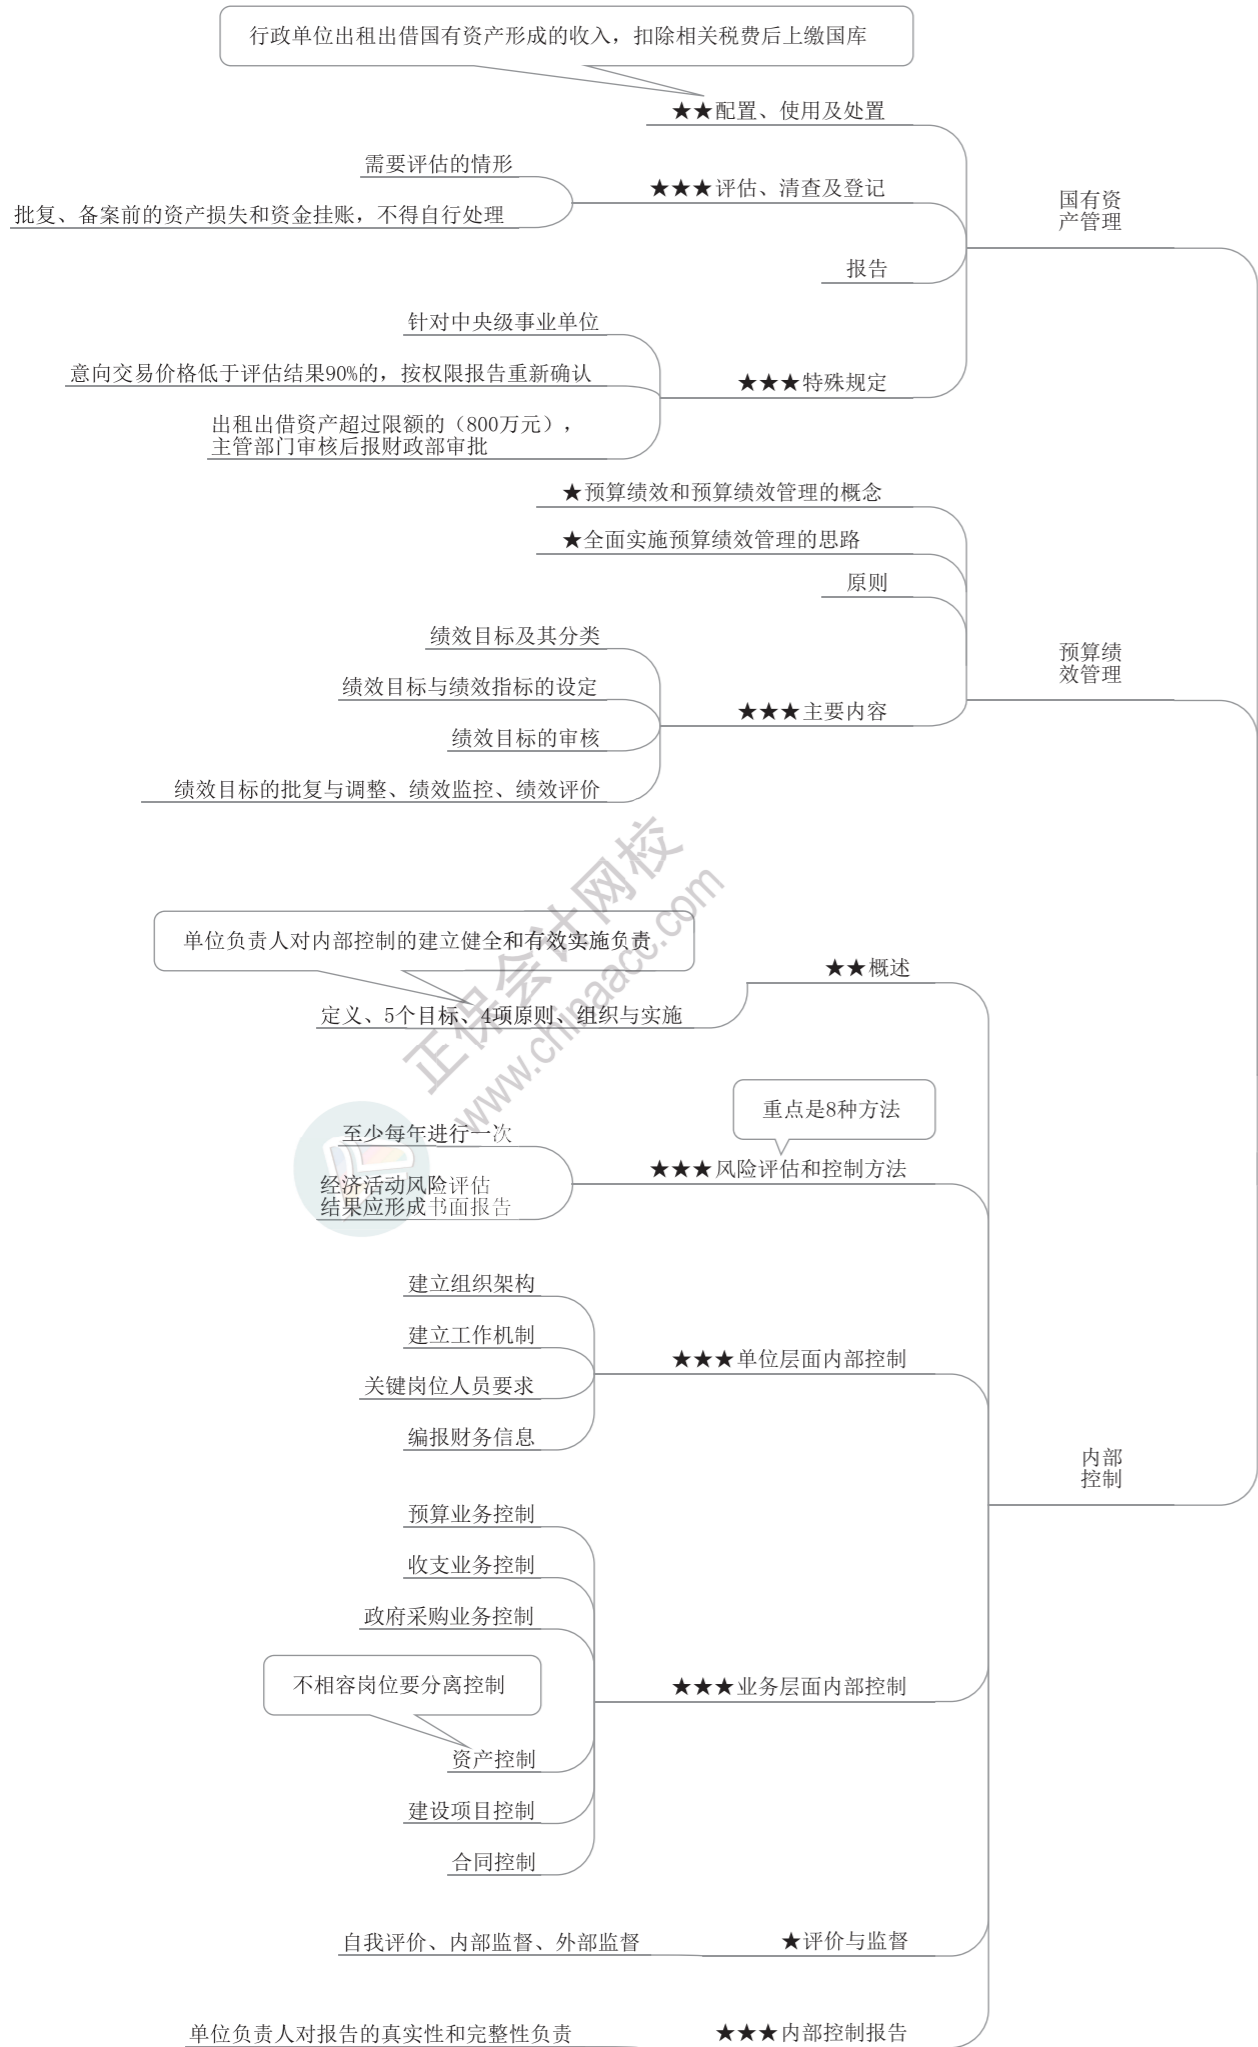 行政单位出租出借国有资产形成的收入，扣除相关税费后上缴国库
★★配置、使用及处置
需要评估的情形
★★★评估、清查及登记
批复、备案前的资产损失和资金挂账，不得自行处理
国有资
产管理
报告
针对中央级事业单位
意向交易价格低于评估结果90%的，按权限报告重新确认
★★★特殊规定
出租出借资产超过限额的（800万元），
主管部门审核后报财政部审批
★预算绩效和预算绩效管理的概念
★全面实施预算绩效管理的思路
原则
绩效目标及其分类
预算绩
效管理
绩效目标与绩效指标的设定
★★★主要内容
绩效目标的审核
绩效目标的批复与调整、绩效监控、绩效评价
正保会计网校
www.chinaacc.com
单位负责人对内部控制的建立健全和有效实施负责
★★概述
定义、5个目标、4项原则、组织与实施
重点是8种方法
至少每年进行一次
★★★风险评估和控制方法
经济活动风险评估
结果应形成书面报告
建立组织架构
建立工作机制
★★★单位层面内部控制
关键岗位人员要求
编报财务信息
内部
控制
预算业务控制
收支业务控制
政府采购业务控制
不相容岗位要分离控制
★★★业务层面内部控制
资产控制
建设项目控制
合同控制
自我评价、内部监督、外部监督
★评价与监督
单位负责人对报告的真实性和完整性负责
★★★内部控制报告